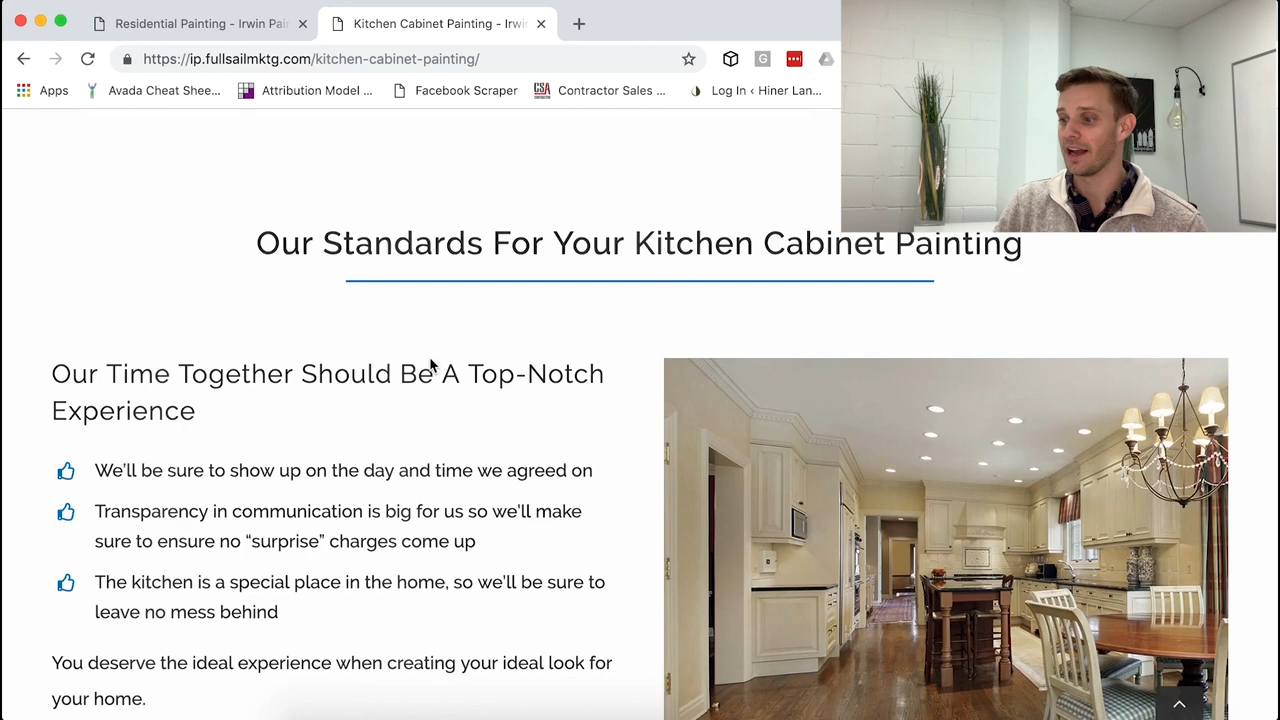 Residential Painting - Irwin Pai
Kitchen Cabinet Painting - Irwi
https://ip.fullsailmktg.com/kitchen-cabinet-painting/
G
Apps
Avada Cheat Shee...
Attribution Model ...
Facebook Scraper
CSA
Contractor Sales ...
Log In ‹ Hiner Lan...
Our Standards For Your Kitchen Cabinet Painting
Our Time Together Should Be A Top-Notch
Experience
We'll be sure to show up on the day and time we agreed on
Transparency in communication is big for us so we'll make
sure to ensure no “surprise” charges come up
The kitchen is a special place in the home, so we'll be sure to
leave no mess behind
You deserve the ideal experience when creating your ideal look for
your home.